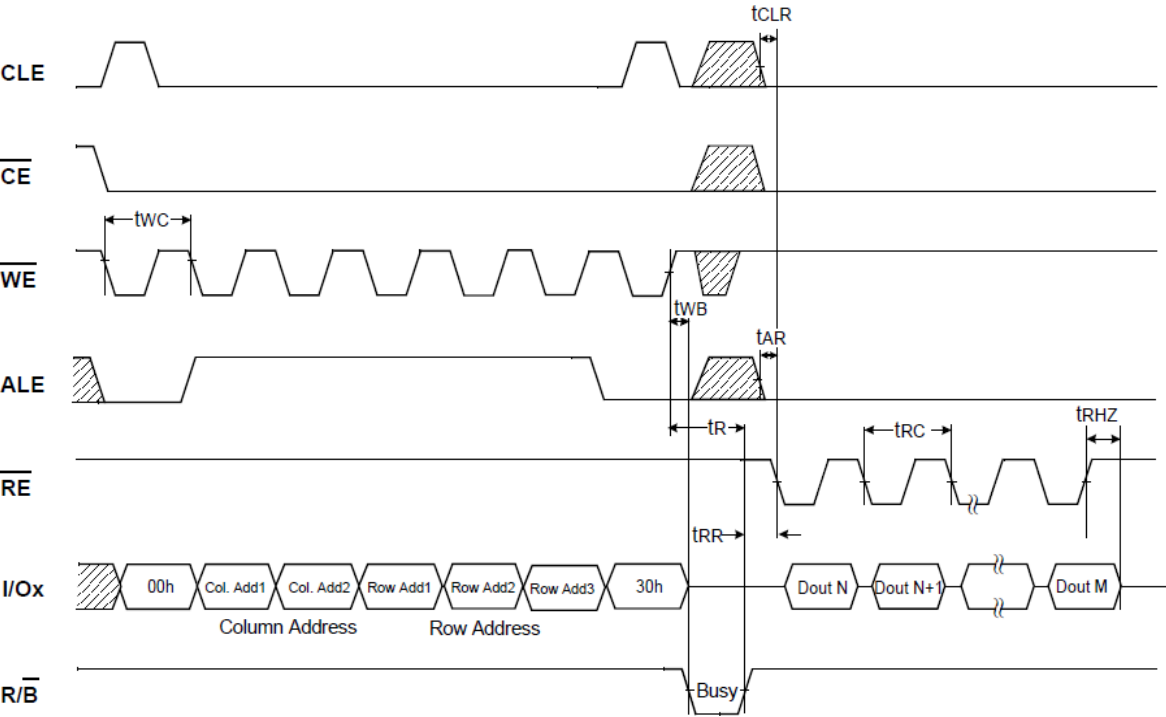 tCLR
CLE
CE
tWC
WE
tWB
tAR
ALE
tR
tRC
tRHZ
RE
tRR
I/Ox 00h Col. Add1 Col. Add2 Row Add1 Row Add2 Row Add3 30h Dout N Dout N+1 Dout M
Column Address Row Address
R/B Busy